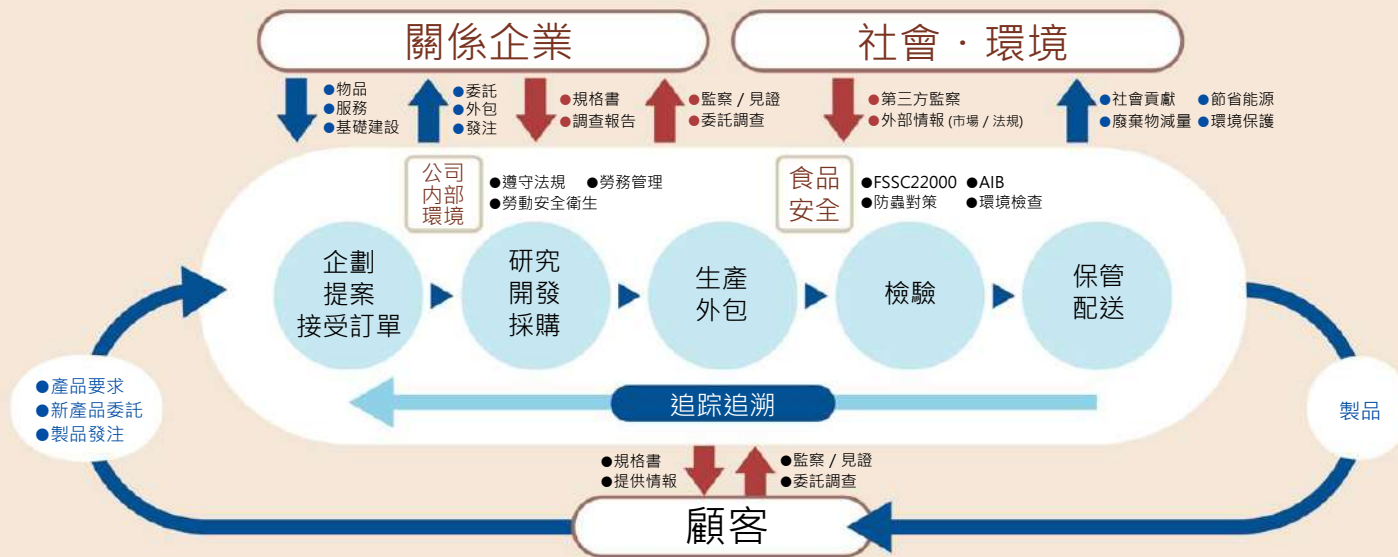 關係企業
社會・環境
●物品
●服務
●基礎建設
●委託
●外包
●發注
●規格書
●調查報告
●監察 / 見證
●委託調查
●第三方監察
●外部情報 (市場 / 法規)
●社會貢獻 ●節省能源
●廢棄物減量 ●環境保護
公司
內部
環境
●遵守法規 ●勞務管理
●勞動安全衛生
食品
安全
●FSSC22000 ●AIB
●防蟲對策 ●環境檢查
企劃
提案
接受訂單
研究
開發
採購
生產
外包
檢驗
保管
配送
追踪追溯
●產品要求
●新產品委託
●製品發注
製品
●規格書
●提供情報
●監察 / 見證
●委託調查
顧客